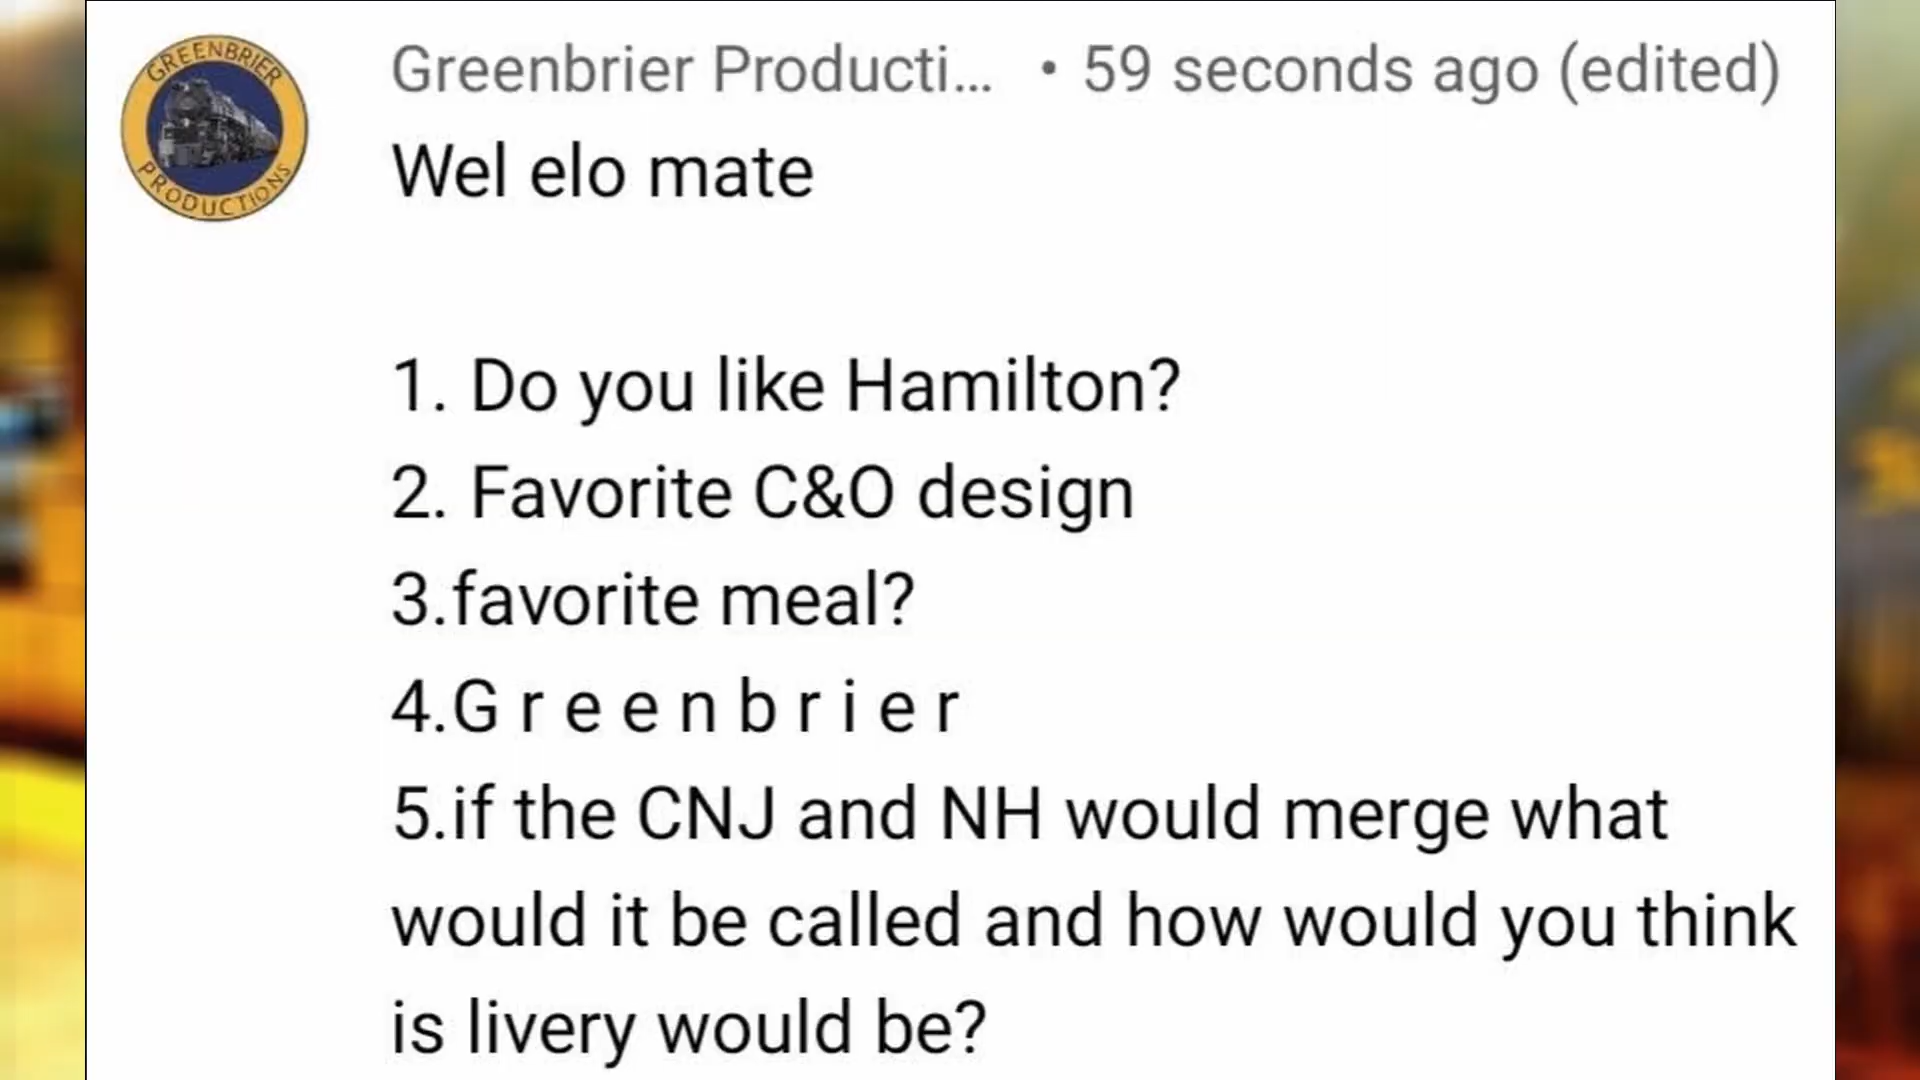 GREENBRIER
PRODUCTIONS
Greenbrier Producti... • 59 seconds ago (edited)
Wel elo mate
1. Do you like Hamilton?
2. Favorite C&O design
3.favorite meal?
4.G r e e n b r i e r
5.if the CNJ and NH would merge what
would it be called and how would you think
is livery would be?